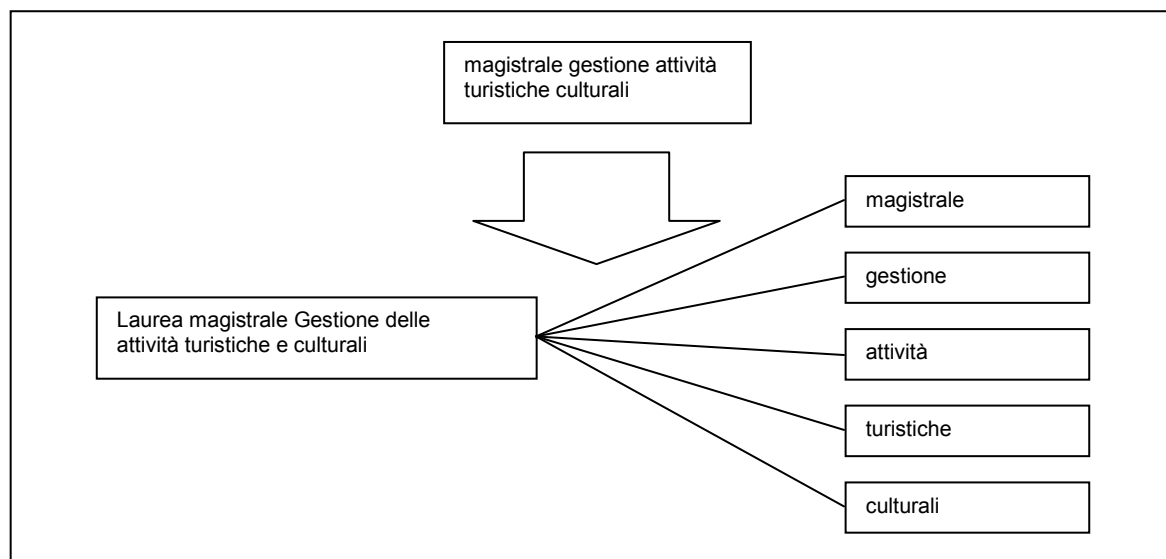 magistrale gestione attività
turistiche culturali
magistrale
gestione
Laurea magistrale Gestione delle
attività turistiche e culturali
attività
turistiche
culturali